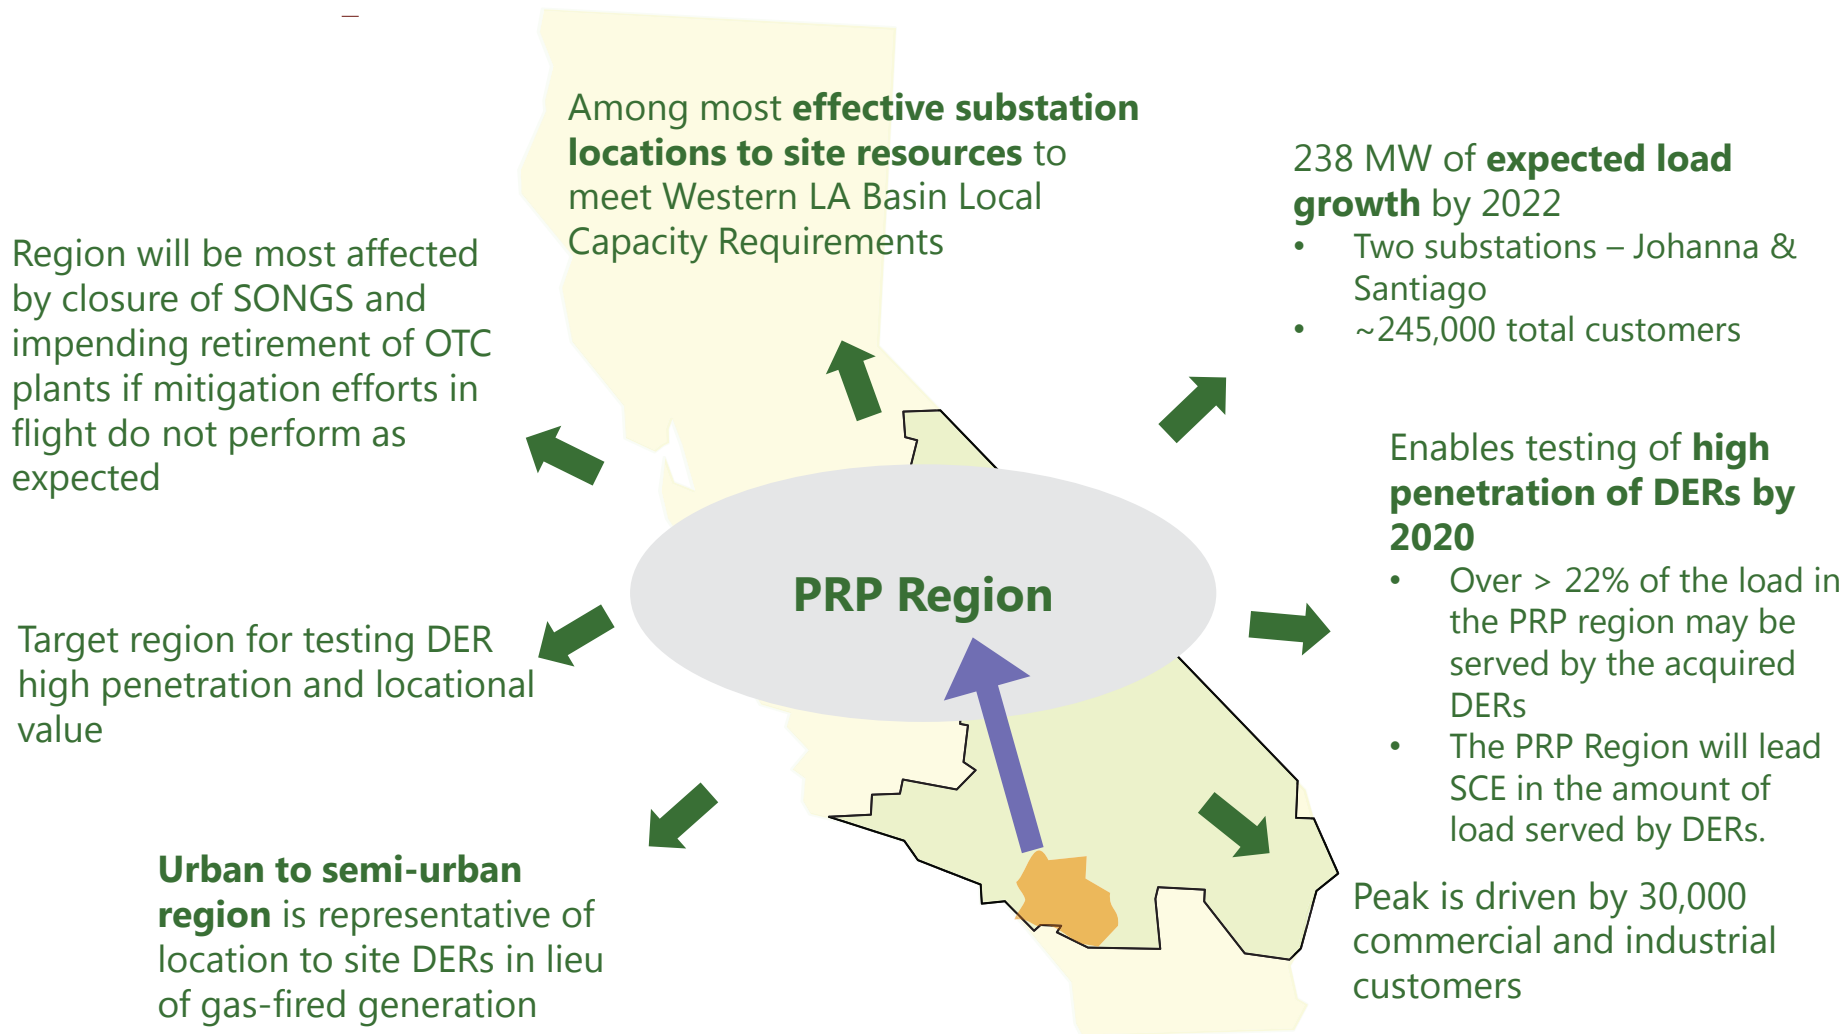 Among most effective substation
locations to site resources to
meet Western LA Basin Local
Capacity Requirements
238 MW of expected load
growth by 2022
• Two substations – Johanna &
Santiago
• ~245,000 total customers
Region will be most affected
by closure of SONGS and
impending retirement of OTC
plants if mitigation efforts in
flight do not perform as
expected
Enables testing of high
penetration of DERs by
2020
• Over > 22% of the load in
the PRP region may be
served by the acquired
DERs
• The PRP Region will lead
SCE in the amount of
load served by DERs.
PRP Region
Target region for testing DER
high penetration and locational
value
Urban to semi-urban
region is representative of
location to site DERs in lieu
of gas-fired generation
Peak is driven by 30,000
commercial and industrial
customers